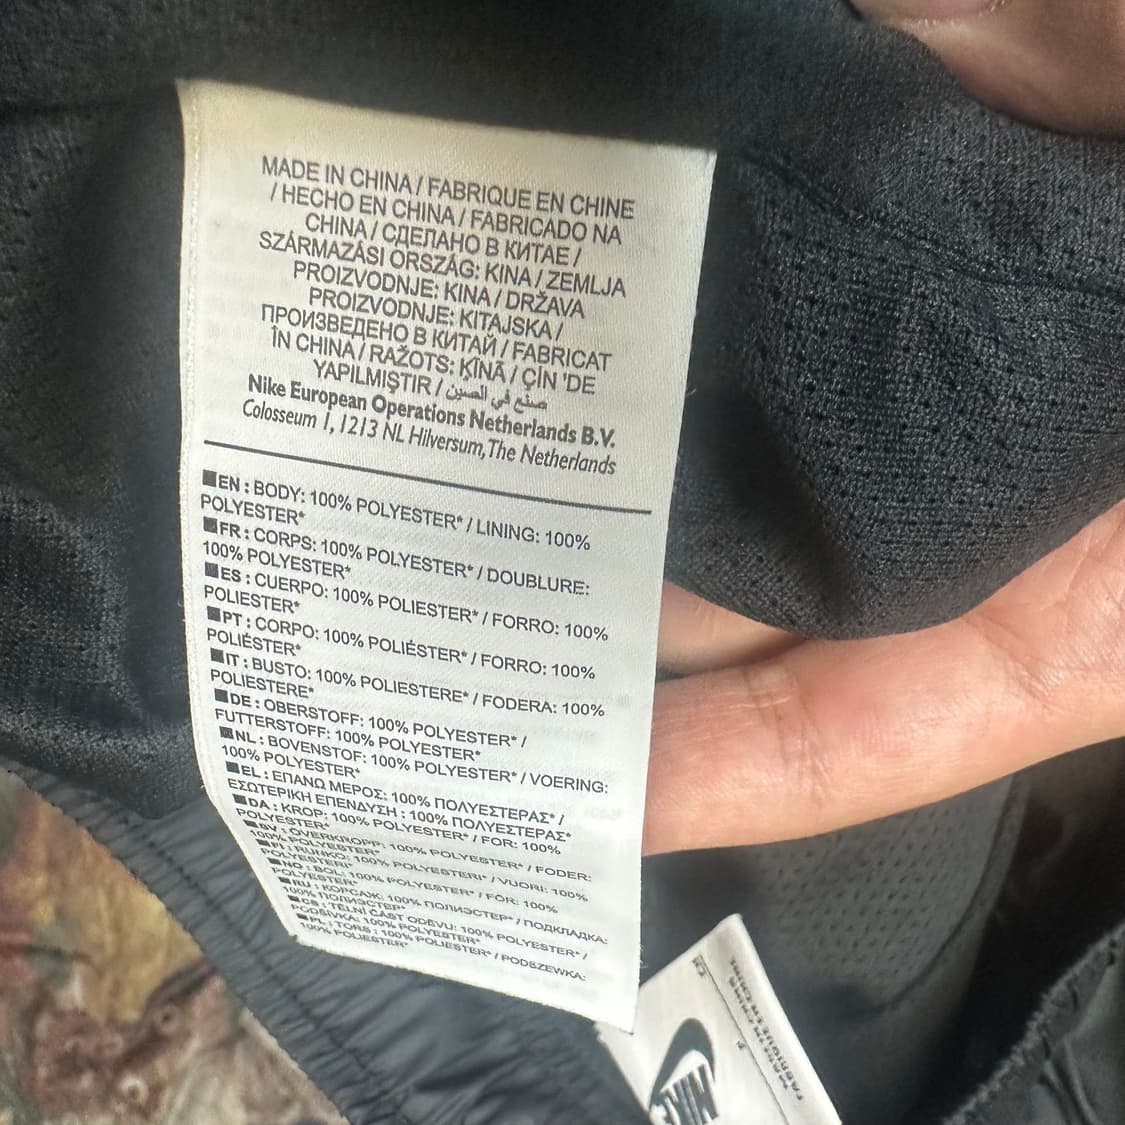 MADE IN CHINA / FABRIQUE EN CHINE
/ HECHO EN CHINA / FABRICADO NA
CHINA / СДЕЛАНО В КИТАЕ /
SZÁRMAZÁSI ORSZÁG: KINA / ZEMLJA
PROIZVODNJE: KINA / DRŽAVA
PROIZVODNJE: KITAJSKA /
ПРОИЗВЕДЕНО В КИТАЙ / FABRICAT
ÎN CHINA / RAŽOTS: ĶĪNĀ / ÇİN 'DE
YAPILMIŞTIR / صنع في الصين
Nike European Operations Netherlands B.V.
Colosseum 1, 1213 NL Hilversum, The Netherlands
■EN : BODY: 100% POLYESTER* / LINING: 100%
POLYESTER*
■FR : CORPS: 100% POLYESTER* / DOUBLURE:
100% POLYESTER*
■ES : CUERPO: 100% POLIESTER* / FORRO: 100%
POLIESTER*
■PT : CORPO: 100% POLIÉSTER* / FORRO: 100%
POLIÉSTER*
■IT : BUSTO: 100% POLIESTERE* / FODERA: 100%
POLIESTERE*
■DE : OBERSTOFF: 100% POLYESTER* /
FUTTERSTOFF: 100% POLYESTER*
■NL : BOVENSTOF: 100% POLYESTER* / VOERING:
100% POLYESTER*
■EL : ΕΠΑΝΩ ΜΕΡΟΣ: 100% ΠΟΛΥΕΣΤΕΡΑΣ* /
ΕΣΩΤΕΡΙΚΗ ΕΠΕΝΔΥΣΗ : 100% ΠΟΛΥΕΣΤΕΡΑΣ*
■DA : KROP: 100% POLYESTER* / FOR: 100%
POLYESTER*
■SV : ÖVERKROPP: 100% POLYESTER* / FODER:
100% POLYESTER*
■FI : RUNKO: 100% POLYESTERI* / VUORI: 100%
POLYESTERI*
■NO : BOL: 100% POLYESTER* / FÔR: 100%
POLYESTER*
■RU : КОРСАЖ: 100% ПОЛИЭСТЕР* / ПОДКЛАДКА:
100% ПОЛИЭСТЕР*
■CS : TĚLNÍ ČÁST ODĚVU: 100% POLYESTER* /
PODŠÍVKA: 100% POLYESTER*
■PL : TORS : 100% POLIESTER* / PODSZEWKA:
100% POLIESTER*
NIKE
MADE IN CHINA
FABRIQUE EN CHINE